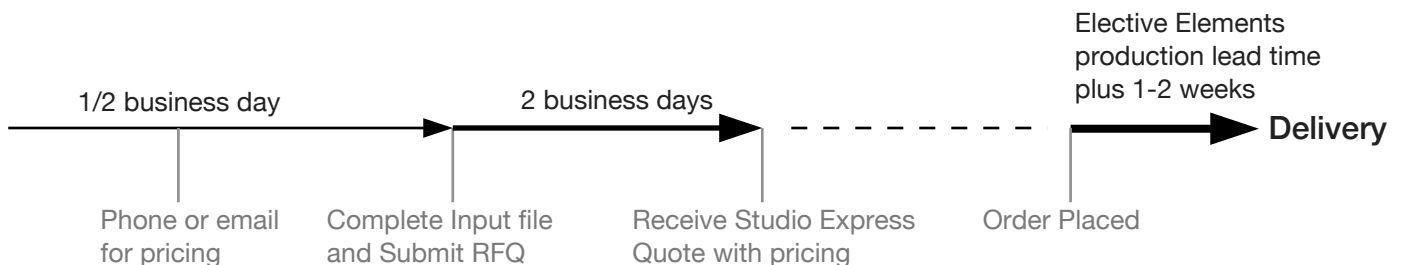 Elective Elements
production lead time
plus 1-2 weeks
1/2 business day
2 business days
Delivery
Phone or email
for pricing
Complete Input file
and Submit RFQ
Receive Studio Express
Quote with pricing
Order Placed